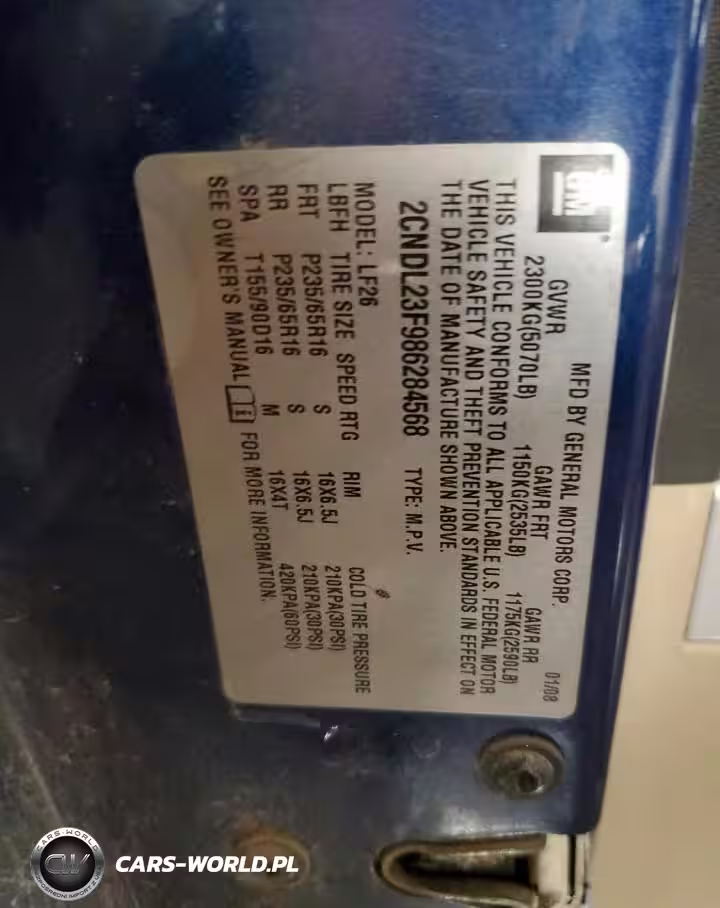 GM
MFD BY GENERAL MOTORS CORP. 01/08
GVWR GAWR FRT GAWR RR
2300KG(5070LB) 1150KG(2535LB) 1175KG(2590LB)
THIS VEHICLE CONFORMS TO ALL APPLICABLE U.S. FEDERAL MOTOR
VEHICLE SAFETY AND THEFT PREVENTION STANDARDS IN EFFECT ON
THE DATE OF MANUFACTURE SHOWN ABOVE.
2CNDL23F986284568 TYPE: M.P.V.
MODEL: LF26 COLD TIRE PRESSURE
LBFH TIRE SIZE SPEED RTG RIM
FRT P235/65R16 S 16X6.5J 210KPA(30PSI)
RR P235/65R16 S 16X6.5J 210KPA(30PSI)
SPA T155/90D16 M 16X4T 420KPA(60PSI)
SEE OWNER'S MANUAL FOR MORE INFORMATION.
CARS-WORLD
CW
CARS-WORLD.PL